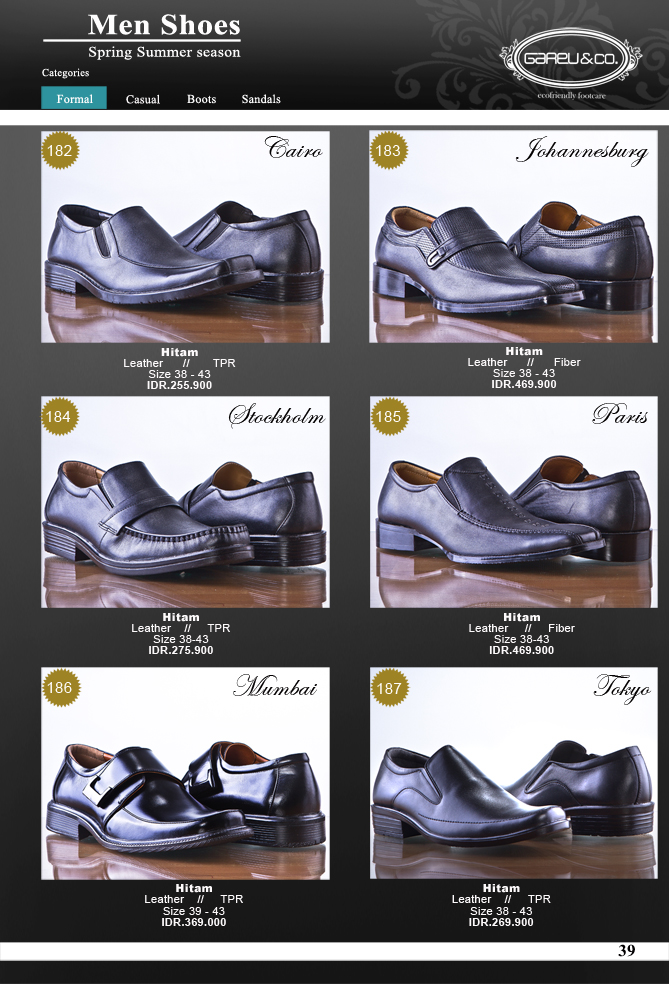 Men Shoes
Spring Summer season
Categories
Formal Casual Boots Sandals
GAREU & CO.
ecofriendly footcare
182 Cairo
Hitam
Leather // TPR
Size 38 - 43
IDR.255.900
183 Johannesburg
Hitam
Leather // Fiber
Size 38 - 43
IDR.469.900
184 Stockholm
Hitam
Leather // TPR
Size 38-43
IDR.275.900
185 Paris
Hitam
Leather // Fiber
Size 38-43
IDR.469.900
186 Mumbai
Hitam
Leather // TPR
Size 39 - 43
IDR.369.000
187 Tokyo
Hitam
Leather // TPR
Size 38 - 43
IDR.269.900
39